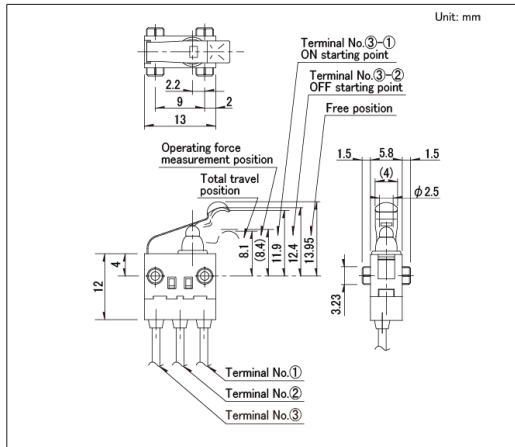 Unit: mm
Terminal No.③-①
ON starting point
Terminal No.③-②
OFF starting point
Free position
2.2
9
2
13
Operating force
measurement position
Total travel
position
1.5
5.8
1.5
(4)
φ2.5
8.1
(8.4)
11.9
12.4
13.95
4
12
3.23
Terminal No.①
Terminal No.②
Terminal No.③